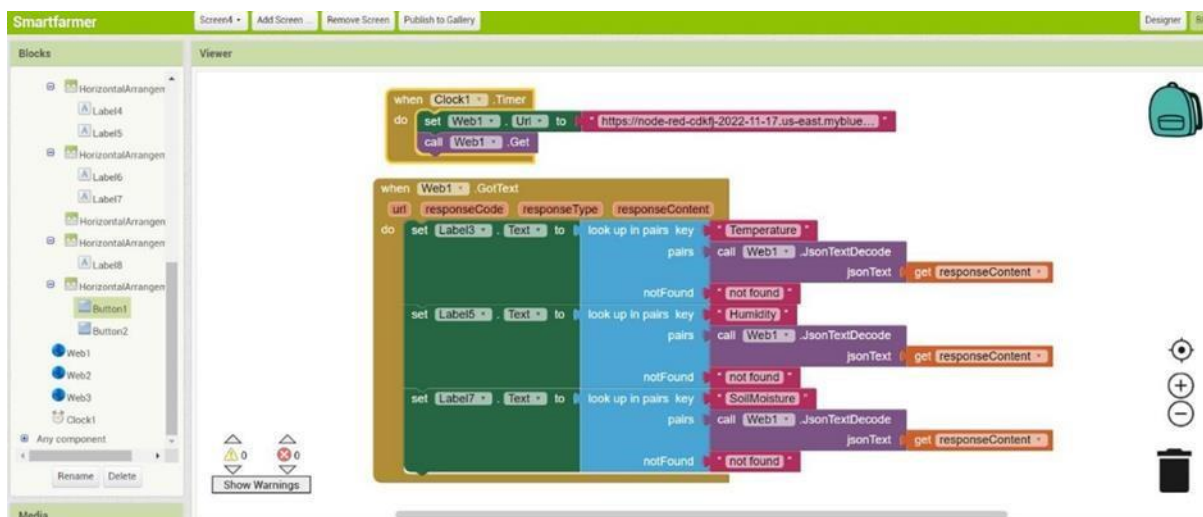 Smartfarmer
Screen4 Add Screen ... Remove Screen Publish to Gallery Designer
Blocks
Viewer
HorizontalArrangen
Label4
Label5
HorizontalArrangen
Label6
Label7
HorizontalArrangen
HorizontalArrangen
Label8
HorizontalArrangen
Button1
Button2
Web1
Web2
Web3
Clock1
Any component
Rename Delete
Media
when Clock1 .Timer
do set Web1 . Url to " https://node-red-cdkfj-2022-11-17.us-east.myblue... "
call Web1 .Get
when Web1 .GotText
url responseCode responseType responseContent
do set Label3 . Text to look up in pairs key " Temperature "
pairs call Web1 .JsonTextDecode
jsonText get responseContent
notFound " not found "
set Label5 . Text to look up in pairs key " Humidity "
pairs call Web1 .JsonTextDecode
jsonText get responseContent
notFound " not found "
set Label7 . Text to look up in pairs key " SoilMoisture "
pairs call Web1 .JsonTextDecode
jsonText get responseContent
notFound " not found "
0 0
Show Warnings